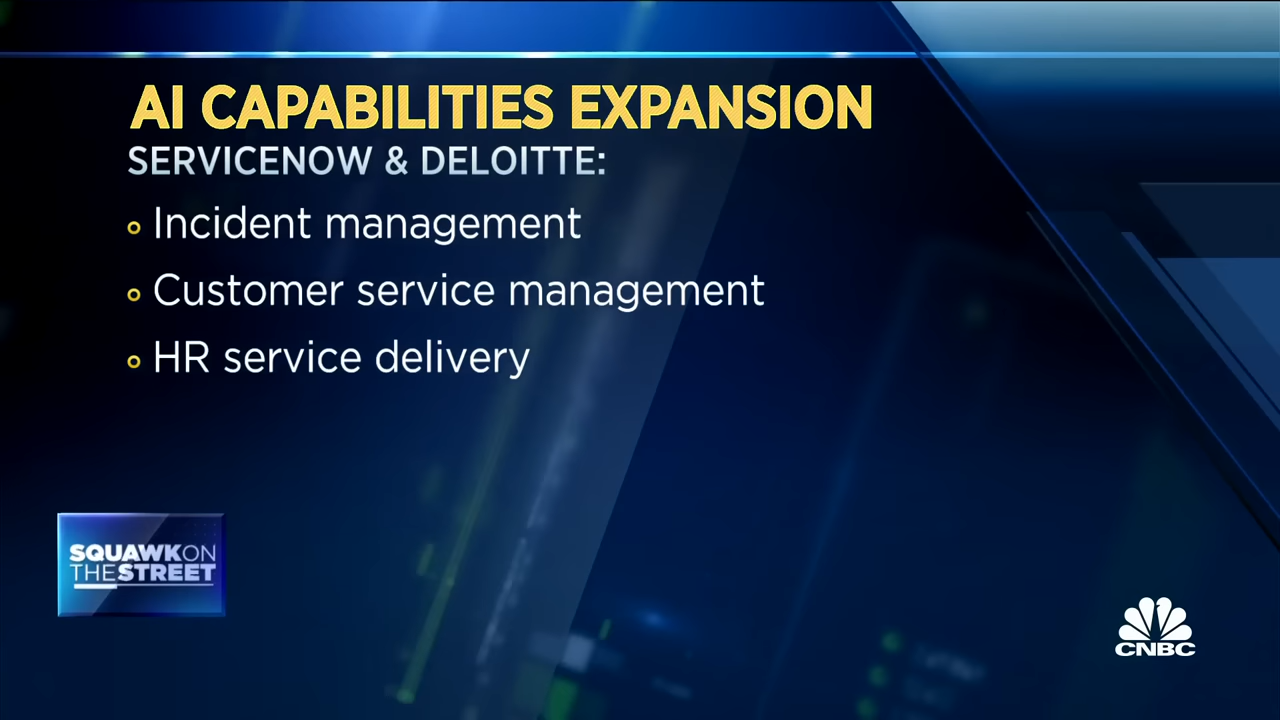 AI CAPABILITIES EXPANSION
SERVICENOW & DELOITTE:
Incident management
Customer service management
HR service delivery
SQUAWK ON
THE STREET
CNBC